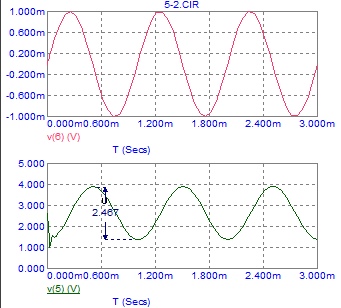 5-2.CIR
1.000m
0.600m
0.200m
-0.200m
-0.600m
-1.000m
0.000m 0.600m 1.200m 1.800m 2.400m 3.000m
v(6) (V)
T (Secs)
5.000
4.000
3.000
2.467
2.000
1.000
0.000
0.000m 0.600m 1.200m 1.800m 2.400m 3.000m
v(5) (V)
T (Secs)